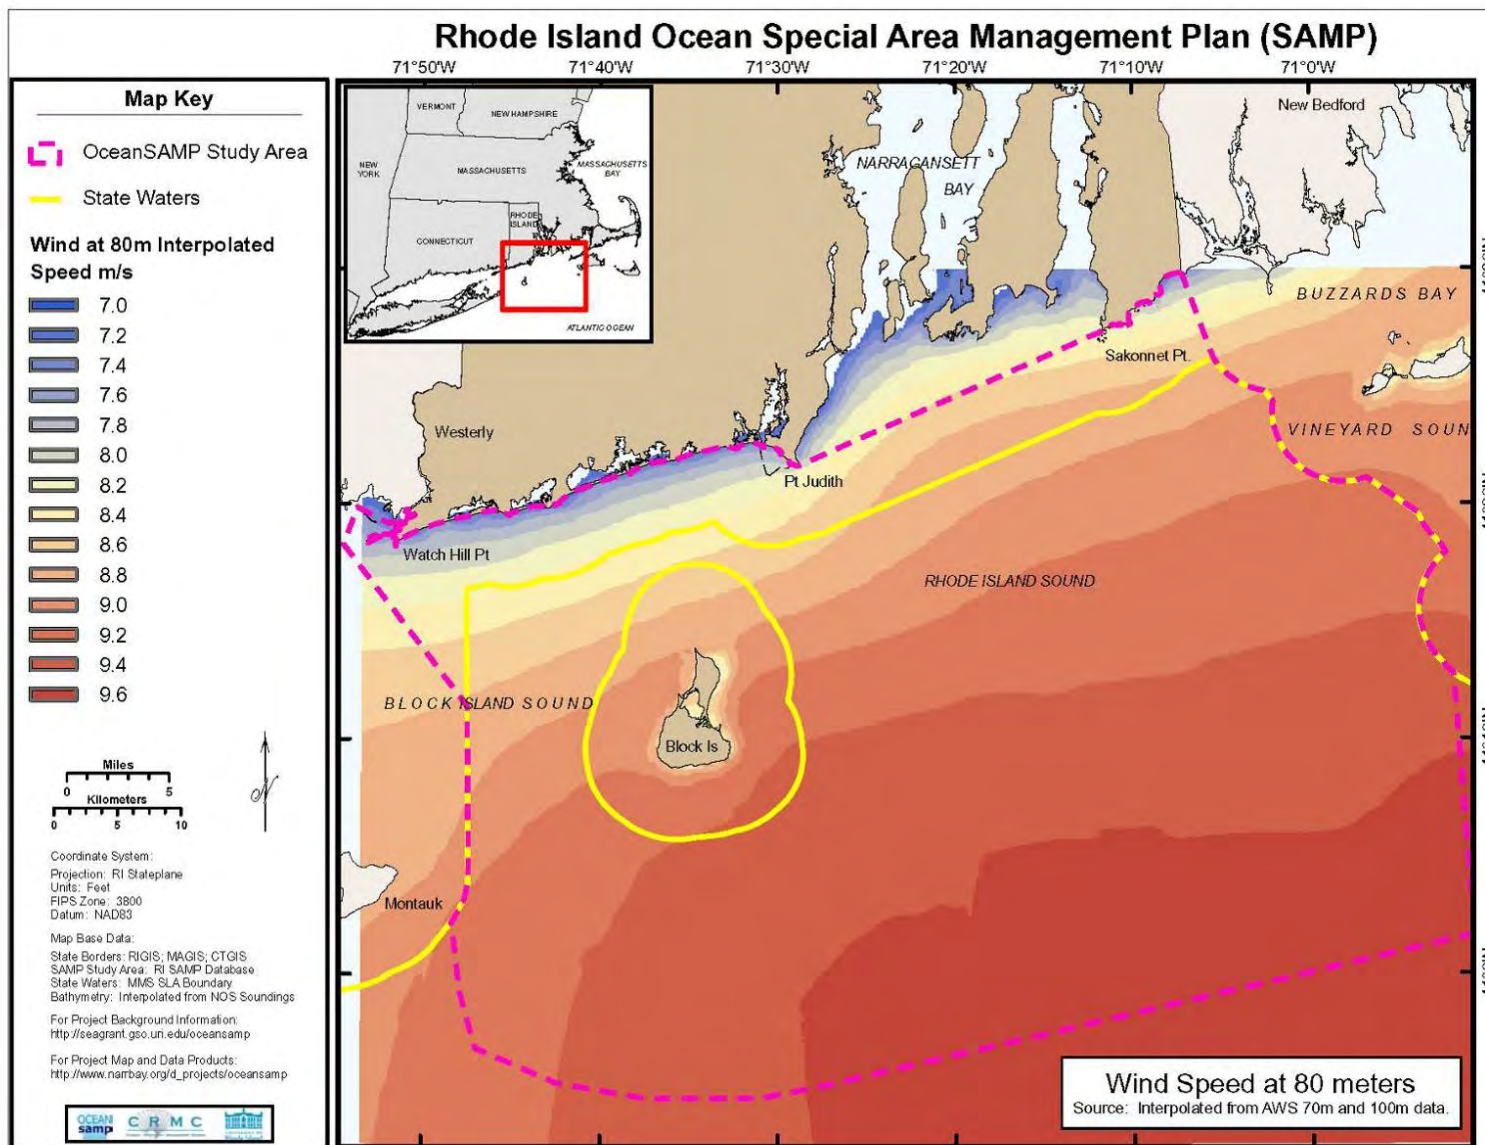 Rhode Island Ocean Special Area Management Plan (SAMP)
71°50'W 71°40'W 71°30'W 71°20'W 71°10'W 71°0'W
Map Key
OceanSAMP Study Area
State Waters
Wind at 80m Interpolated
Speed m/s
7.0
7.2
7.4
7.6
7.8
8.0
8.2
8.4
8.6
8.8
9.0
9.2
9.4
9.6
Miles
0 5
Kilometers
0 5 10
N
Coordinate System:
Projection: RI Stateplane
Units: Feet
FIPS Zone: 3800
Datum: NAD83
Map Base Data:
State Borders: RIGIS; MAGIS; CTGIS
SAMP Study Area: RI SAMP Database
State Waters: MMS SLA Boundary
Bathymetry: Interpolated from NOS Soundings
For Project Background Information:
http://seagrant.gso.uri.edu/oceansamp
For Project Map and Data Products:
http://www.narrbay.org/d_projects/oceansamp
OCEAN
samp
CRMC
VERMONT
NEW HAMPSHIRE
NEW
YORK
MASSACHUSETTS
MASSACHUSETTS
BAY
RHODE
ISLAND
CONNECTICUT
ATLANTIC OCEAN
New Bedford
NARRAGANSETT
BAY
BUZZARDS BAY
Sakonnet Pt.
Westerly
VINEYARD SOUN
Pt Judith
Watch Hill Pt
RHODE ISLAND SOUND
BLOCK ISLAND SOUND
Block Is
Montauk
Wind Speed at 80 meters
Source: Interpolated from AWS 70m and 100m data.